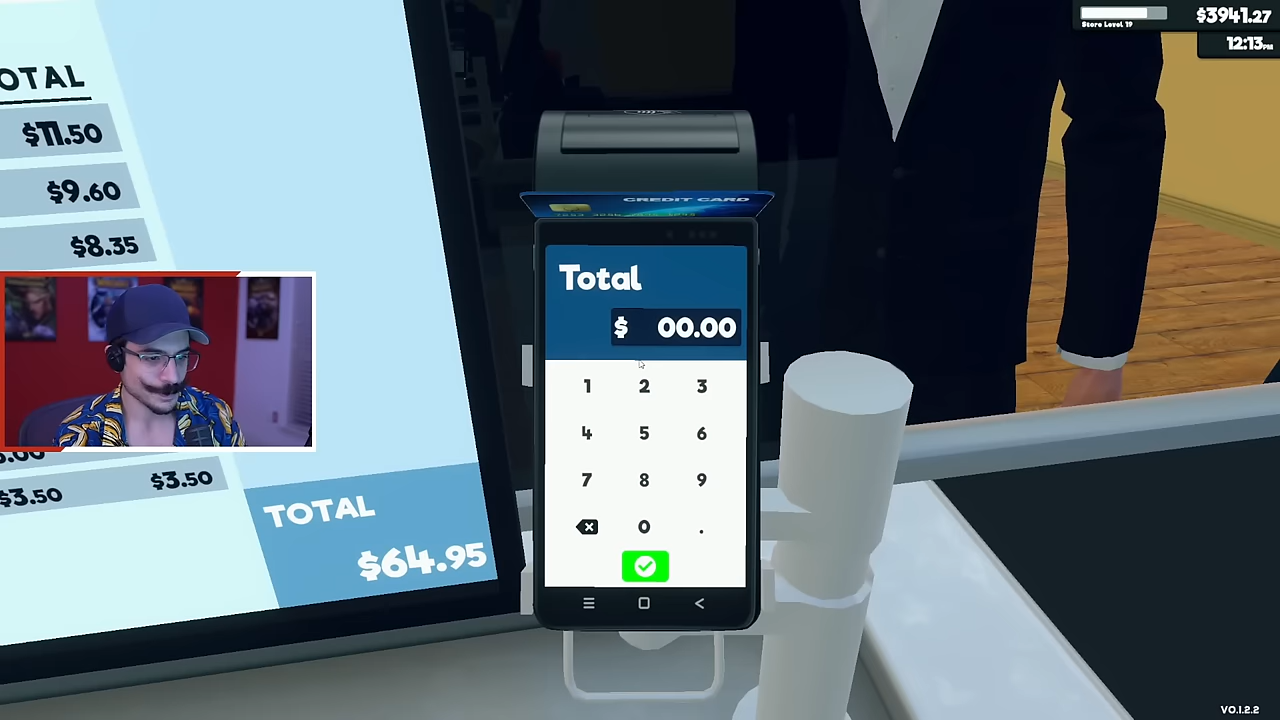 $3941.27
Store Level 19
12:13PM
OTAL
$11.50
$9.60
$8.35
$3.50 $3.50
TOTAL
$64.95
CREDIT CARD
Total
$ 00.00
1 2 3
4 5 6
7 8 9
0 .
V0.1.2.2